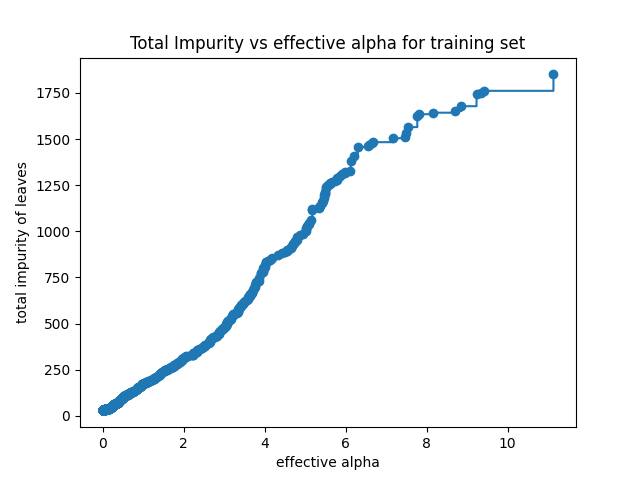 Total Impurity vs effective alpha for training set
1750
1500
1250
1000
750
500
250
0
total impurity of leaves
0 2 4 6 8 10
effective alpha